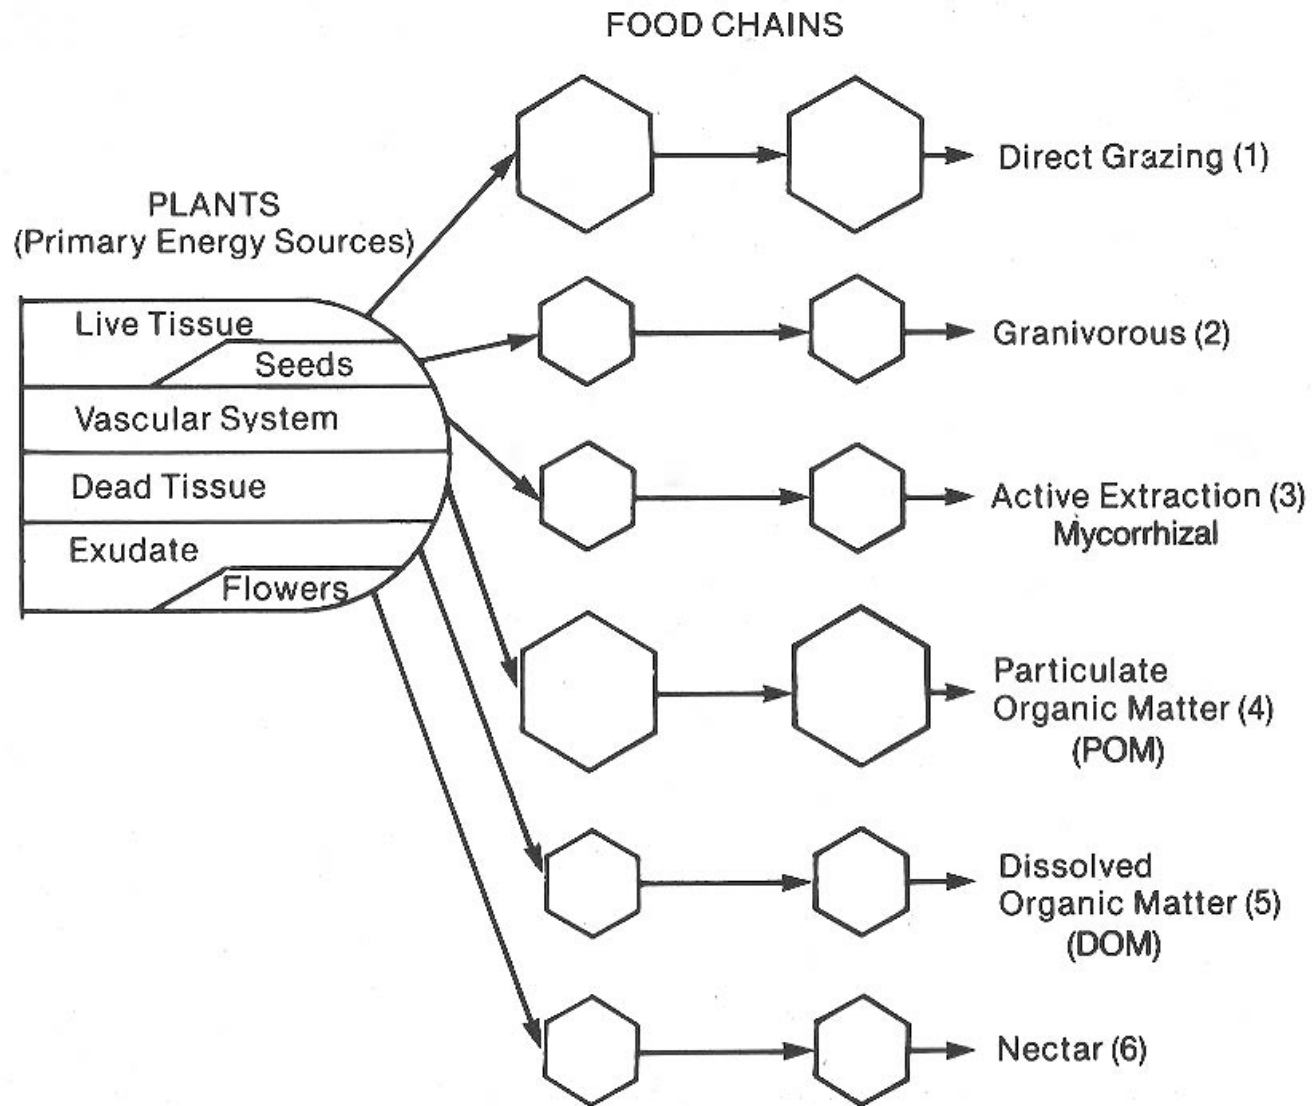 FOOD CHAINS
PLANTS
(Primary Energy Sources)
Live Tissue
Seeds
Vascular System
Dead Tissue
Exudate
Flowers
Direct Grazing (1)
Granivorous (2)
Active Extraction (3)
Mycorrhizal
Particulate
Organic Matter (4)
(POM)
Dissolved
Organic Matter (5)
(DOM)
Nectar (6)